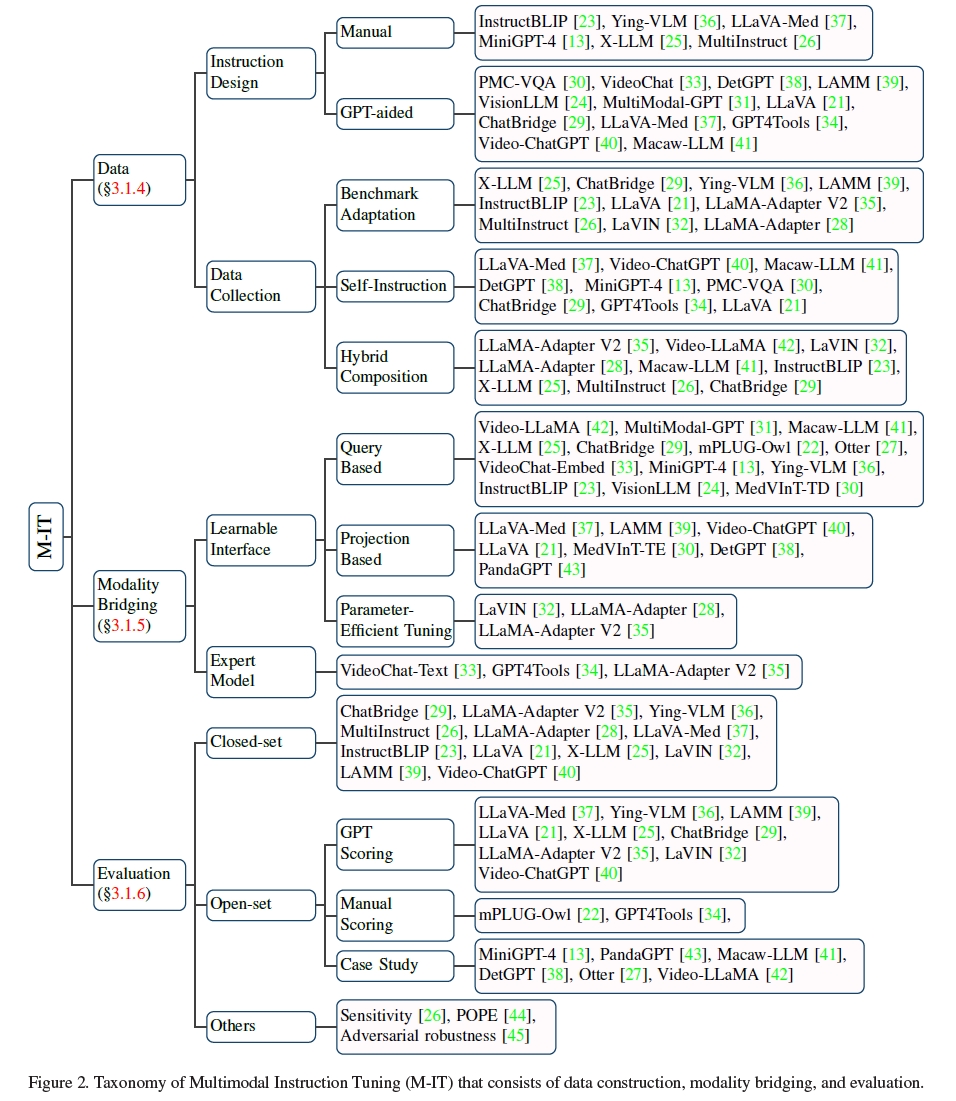 M-IT
Data
(§3.1.4)
Instruction
Design
Manual
InstructBLIP [23], Ying-VLM [36], LLaVA-Med [37],
MiniGPT-4 [13], X-LLM [25], MultiInstruct [26]
GPT-aided
PMC-VQA [30], VideoChat [33], DetGPT [38], LAMM [39],
VisionLLM [24], MultiModal-GPT [31], LLaVA [21],
ChatBridge [29], LLaVA-Med [37], GPT4Tools [34],
Video-ChatGPT [40], Macaw-LLM [41]
Data
Collection
Benchmark
Adaptation
X-LLM [25], ChatBridge [29], Ying-VLM [36], LAMM [39],
InstructBLIP [23], LLaVA [21], LLaMA-Adapter V2 [35],
MultiInstruct [26], LaVIN [32], LLaMA-Adapter [28]
Self-Instruction
LLaVA-Med [37], Video-ChatGPT [40], Macaw-LLM [41],
DetGPT [38], MiniGPT-4 [13], PMC-VQA [30],
ChatBridge [29], GPT4Tools [34], LLaVA [21]
Hybrid
Composition
LLaMA-Adapter V2 [35], Video-LLaMA [42], LaVIN [32],
LLaMA-Adapter [28], Macaw-LLM [41], InstructBLIP [23],
X-LLM [25], MultiInstruct [26], ChatBridge [29]
Modality
Bridging
(§3.1.5)
Learnable
Interface
Query
Based
Video-LLaMA [42], MultiModal-GPT [31], Macaw-LLM [41],
X-LLM [25], ChatBridge [29], mPLUG-Owl [22], Otter [27],
VideoChat-Embed [33], MiniGPT-4 [13], Ying-VLM [36],
InstructBLIP [23], VisionLLM [24], MedVInT-TD [30]
Projection
Based
LLaVA-Med [37], LAMM [39], Video-ChatGPT [40],
LLaVA [21], MedVInT-TE [30], DetGPT [38],
PandaGPT [43]
Parameter-
Efficient Tuning
LaVIN [32], LLaMA-Adapter [28],
LLaMA-Adapter V2 [35]
Expert
Model
VideoChat-Text [33], GPT4Tools [34], LLaMA-Adapter V2 [35]
Evaluation
(§3.1.6)
Closed-set
ChatBridge [29], LLaMA-Adapter V2 [35], Ying-VLM [36],
MultiInstruct [26], LLaMA-Adapter [28], LLaVA-Med [37],
InstructBLIP [23], LLaVA [21], X-LLM [25], LaVIN [32],
LAMM [39], Video-ChatGPT [40]
Open-set
GPT
Scoring
LLaVA-Med [37], Ying-VLM [36], LAMM [39],
LLaVA [21], X-LLM [25], ChatBridge [29],
LLaMA-Adapter V2 [35], LaVIN [32]
Video-ChatGPT [40]
Manual
Scoring
mPLUG-Owl [22], GPT4Tools [34],
Case Study
MiniGPT-4 [13], PandaGPT [43], Macaw-LLM [41],
DetGPT [38], Otter [27], Video-LLaMA [42]
Others
Sensitivity [26], POPE [44],
Adversarial robustness [45]
Figure 2. Taxonomy of Multimodal Instruction Tuning (M-IT) that consists of data construction, modality bridging, and evaluation.